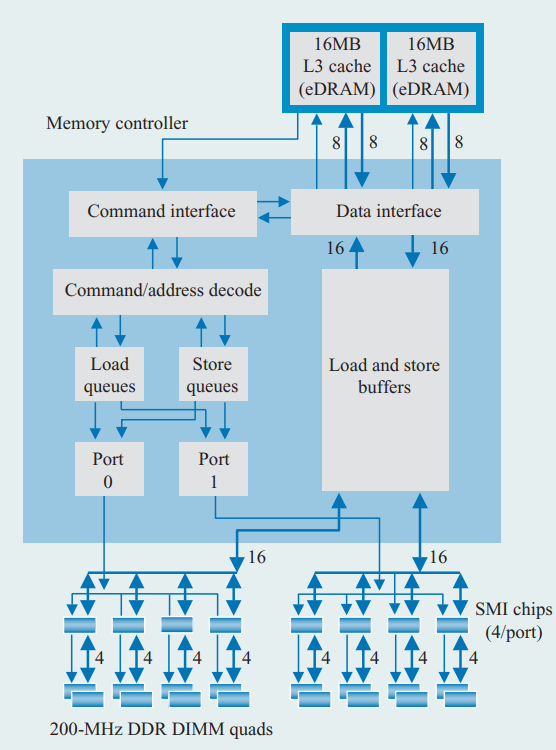 16MB
L3 cache
(eDRAM)
16MB
L3 cache
(eDRAM)
Memory controller
8
8
8
8
Command interface
Data interface
16
16
Command/address decode
Load
queues
Store
queues
Load and store
buffers
Port
0
Port
1
16
16
SMI chips
(4/port)
4
4
4
4
4
4
4
4
200-MHz DDR DIMM quads